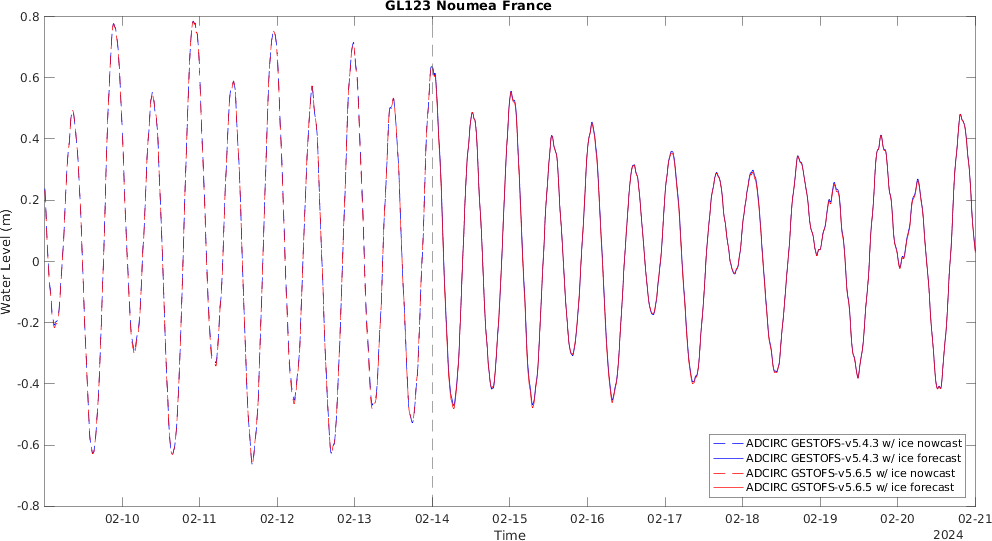 GL123 Noumea France
0.8
0.6
0.4
0.2
0
-0.2
-0.4
-0.6
-0.8
Water Level (m)
ADCIRC GESTOFS-v5.4.3 w/ ice nowcast
ADCIRC GESTOFS-v5.4.3 w/ ice forecast
ADCIRC GSTOFS-v5.6.5 w/ ice nowcast
ADCIRC GSTOFS-v5.6.5 w/ ice forecast
02-10 02-11 02-12 02-13 02-14 02-15 02-16 02-17 02-18 02-19 02-20 02-21
Time
2024